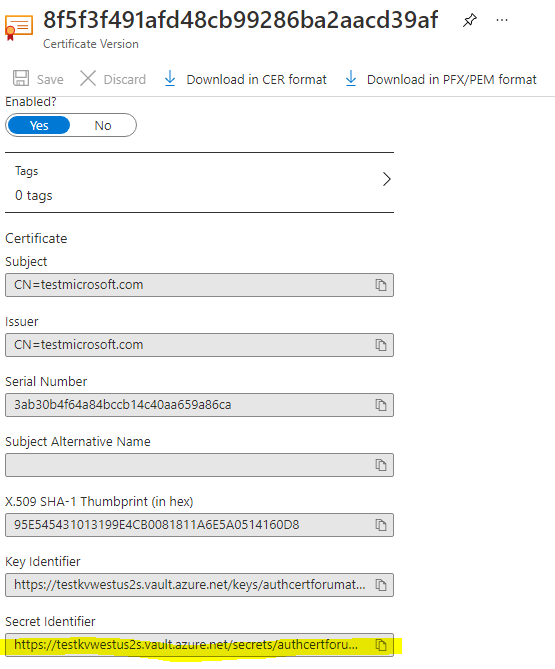 8f5f3f491afd48cb99286ba2aacd39af
Certificate Version
Save Discard Download in CER format Download in PFX/PEM format
Enabled?
Yes No
Tags
0 tags
Certificate
Subject
CN=testmicrosoft.com
Issuer
CN=testmicrosoft.com
Serial Number
3ab30b4f64a84bccb14c40aa659a86ca
Subject Alternative Name
X.509 SHA-1 Thumbprint (in hex)
95E545431013199E4CB0081811A6E5A0514160D8
Key Identifier
https://testkvwestus2s.vault.azure.net/keys/authcertforumat...
Secret Identifier
https://testkvwestus2s.vault.azure.net/secrets/authcertforu...